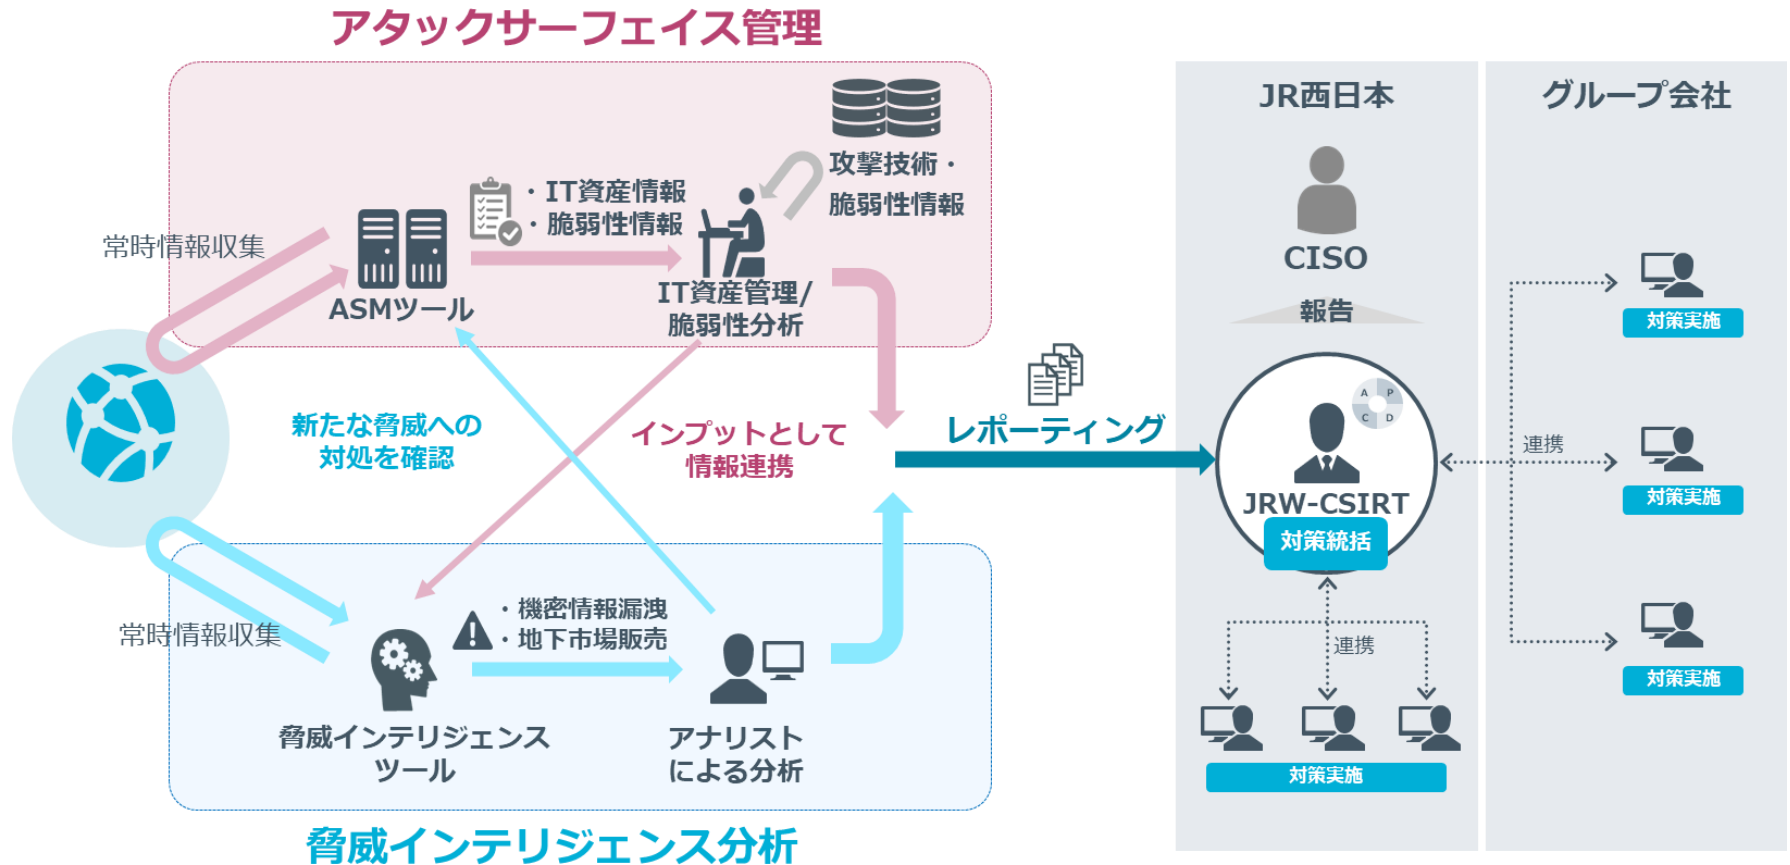 アタックサーフェイス管理
攻撃技術・
脆弱性情報
・IT資産情報
・脆弱性情報
常時情報収集
ASMツール
IT資産管理/
脆弱性分析
新たな脅威への
対処を確認
インプットとして
情報連携
レポーティング
常時情報収集
・機密情報漏洩
・地下市場販売
脅威インテリジェンス
ツール
アナリスト
による分析
脅威インテリジェンス分析
JR西日本
CISO
報告
A
P
C
D
JRW-CSIRT
対策統括
連携
対策実施
グループ会社
連携
対策実施
対策実施
対策実施